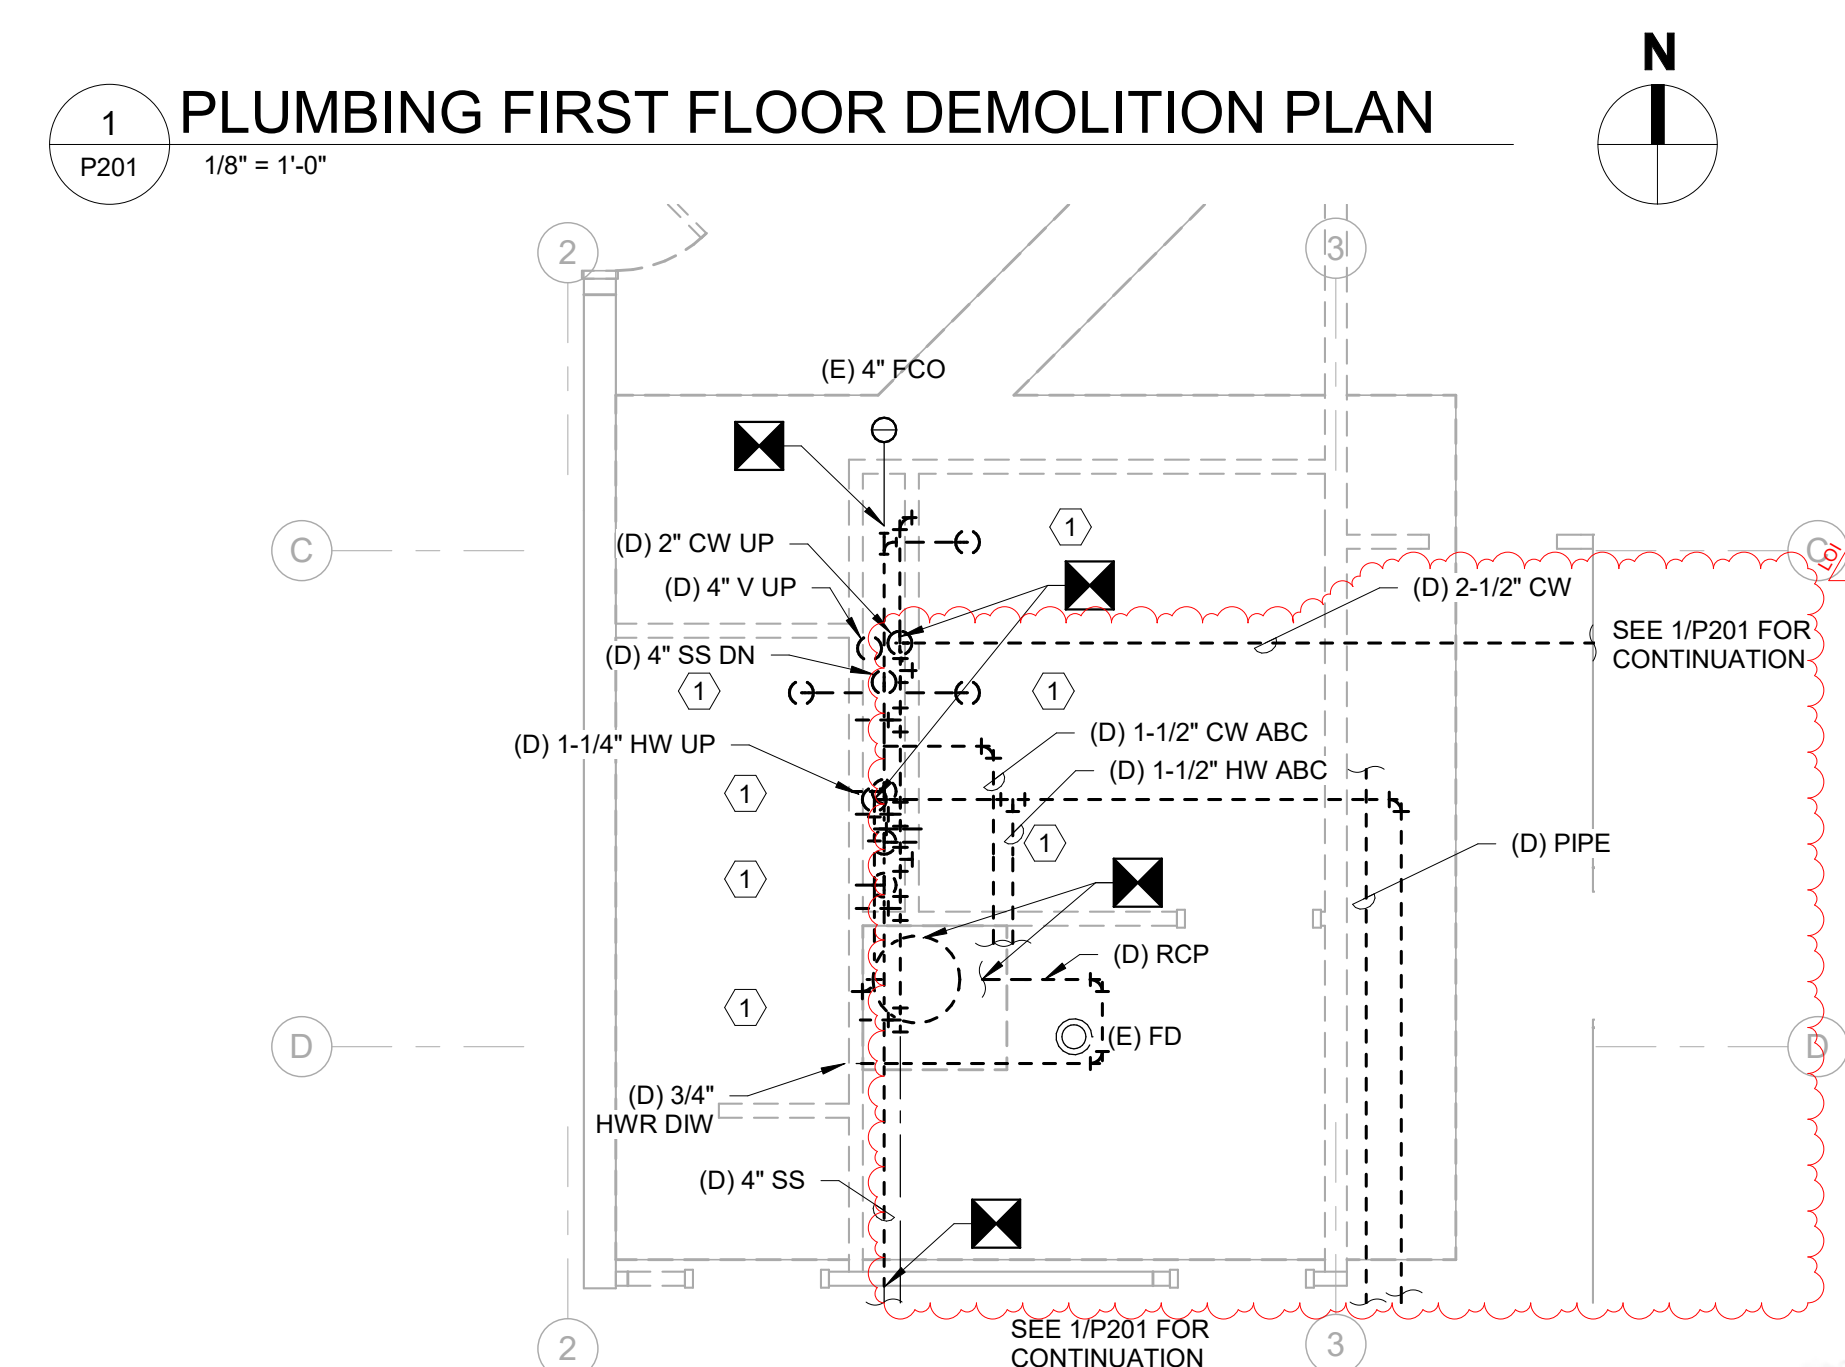 N
1
PLUMBING FIRST FLOOR DEMOLITION PLAN
P201
1/8" = 1'-0"
2
3
(E) 4" FCO
C
1
(D) 2" CW UP
C
LOI
(D) 4" V UP
(D) 2-1/2" CW
SEE 1/P201 FOR
CONTINUATION
(D) 4" SS DN
1
1
(D) 1-1/4" HW UP
(D) 1-1/2" CW ABC
(D) 1-1/2" HW ABC
1
1
(D) PIPE
1
(D) RCP
1
(E) FD
D
D
(D) 3/4"
HWR DIW
(D) 4" SS
2
SEE 1/P201 FOR
CONTINUATION
3